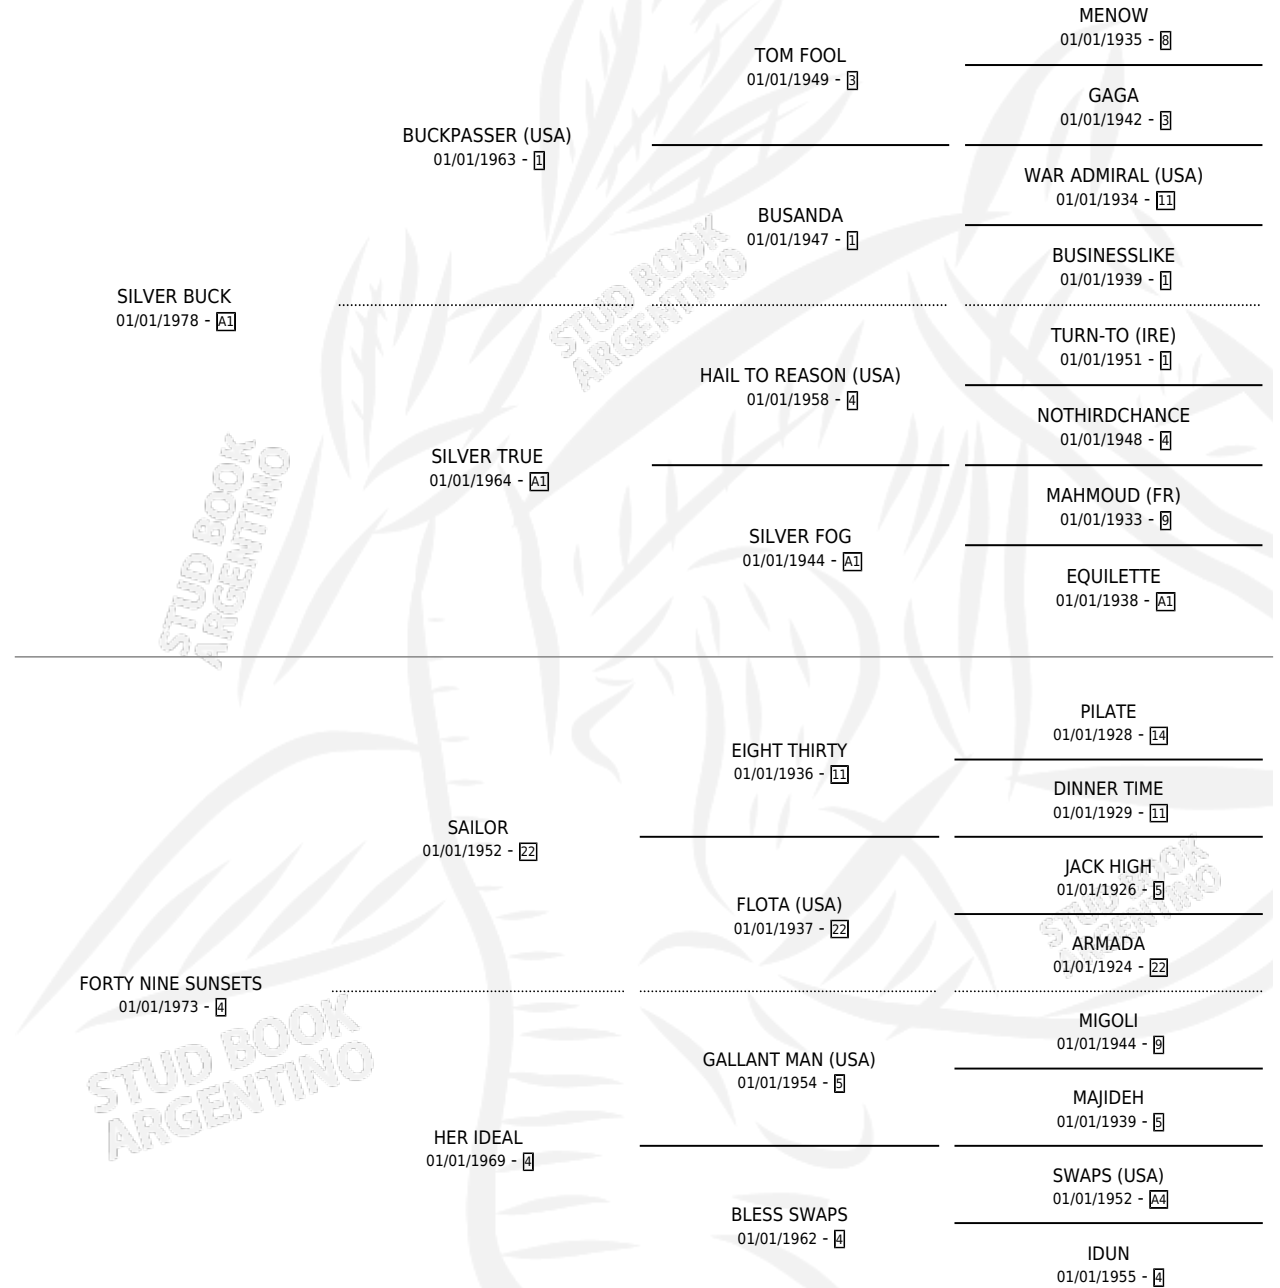 MENOW
01/01/1935 - 8
TOM FOOL
01/01/1949 - 3
GAGA
01/01/1942 - 3
BUCKPASSER (USA)
01/01/1963 - 1
WAR ADMIRAL (USA)
01/01/1934 - 11
BUSANDA
01/01/1947 - 1
BUSINESSLIKE
01/01/1939 - 1
SILVER BUCK
01/01/1978 - A1
TURN-TO (IRE)
01/01/1951 - 1
HAIL TO REASON (USA)
01/01/1958 - 4
NOTHIRDCHANCE
01/01/1948 - 4
SILVER TRUE
01/01/1964 - A1
MAHMOUD (FR)
01/01/1933 - 9
SILVER FOG
01/01/1944 - A1
EQUILETTE
01/01/1938 - A1
PILATE
01/01/1928 - 14
EIGHT THIRTY
01/01/1936 - 11
DINNER TIME
01/01/1929 - 11
SAILOR
01/01/1952 - 22
JACK HIGH
01/01/1926 - 5
FLOTA (USA)
01/01/1937 - 22
ARMADA
01/01/1924 - 22
FORTY NINE SUNSETS
01/01/1973 - 4
MIGOLI
01/01/1944 - 9
GALLANT MAN (USA)
01/01/1954 - 5
MAJIDEH
01/01/1939 - 5
HER IDEAL
01/01/1969 - 4
SWAPS (USA)
01/01/1952 - A4
BLESS SWAPS
01/01/1962 - 4
IDUN
01/01/1955 - 4
STUD BOOK
ARGENTINO
STUD BOOK
ARGENTINO
STUD BOOK
ARGENTINO
STUD BOOK
ARGENTINO